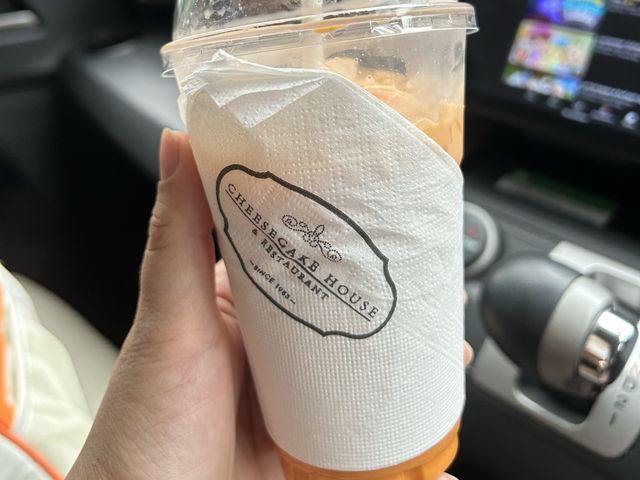 CHEESECAKE HOUSE
& RESTAURANT
—SINCE 1983—